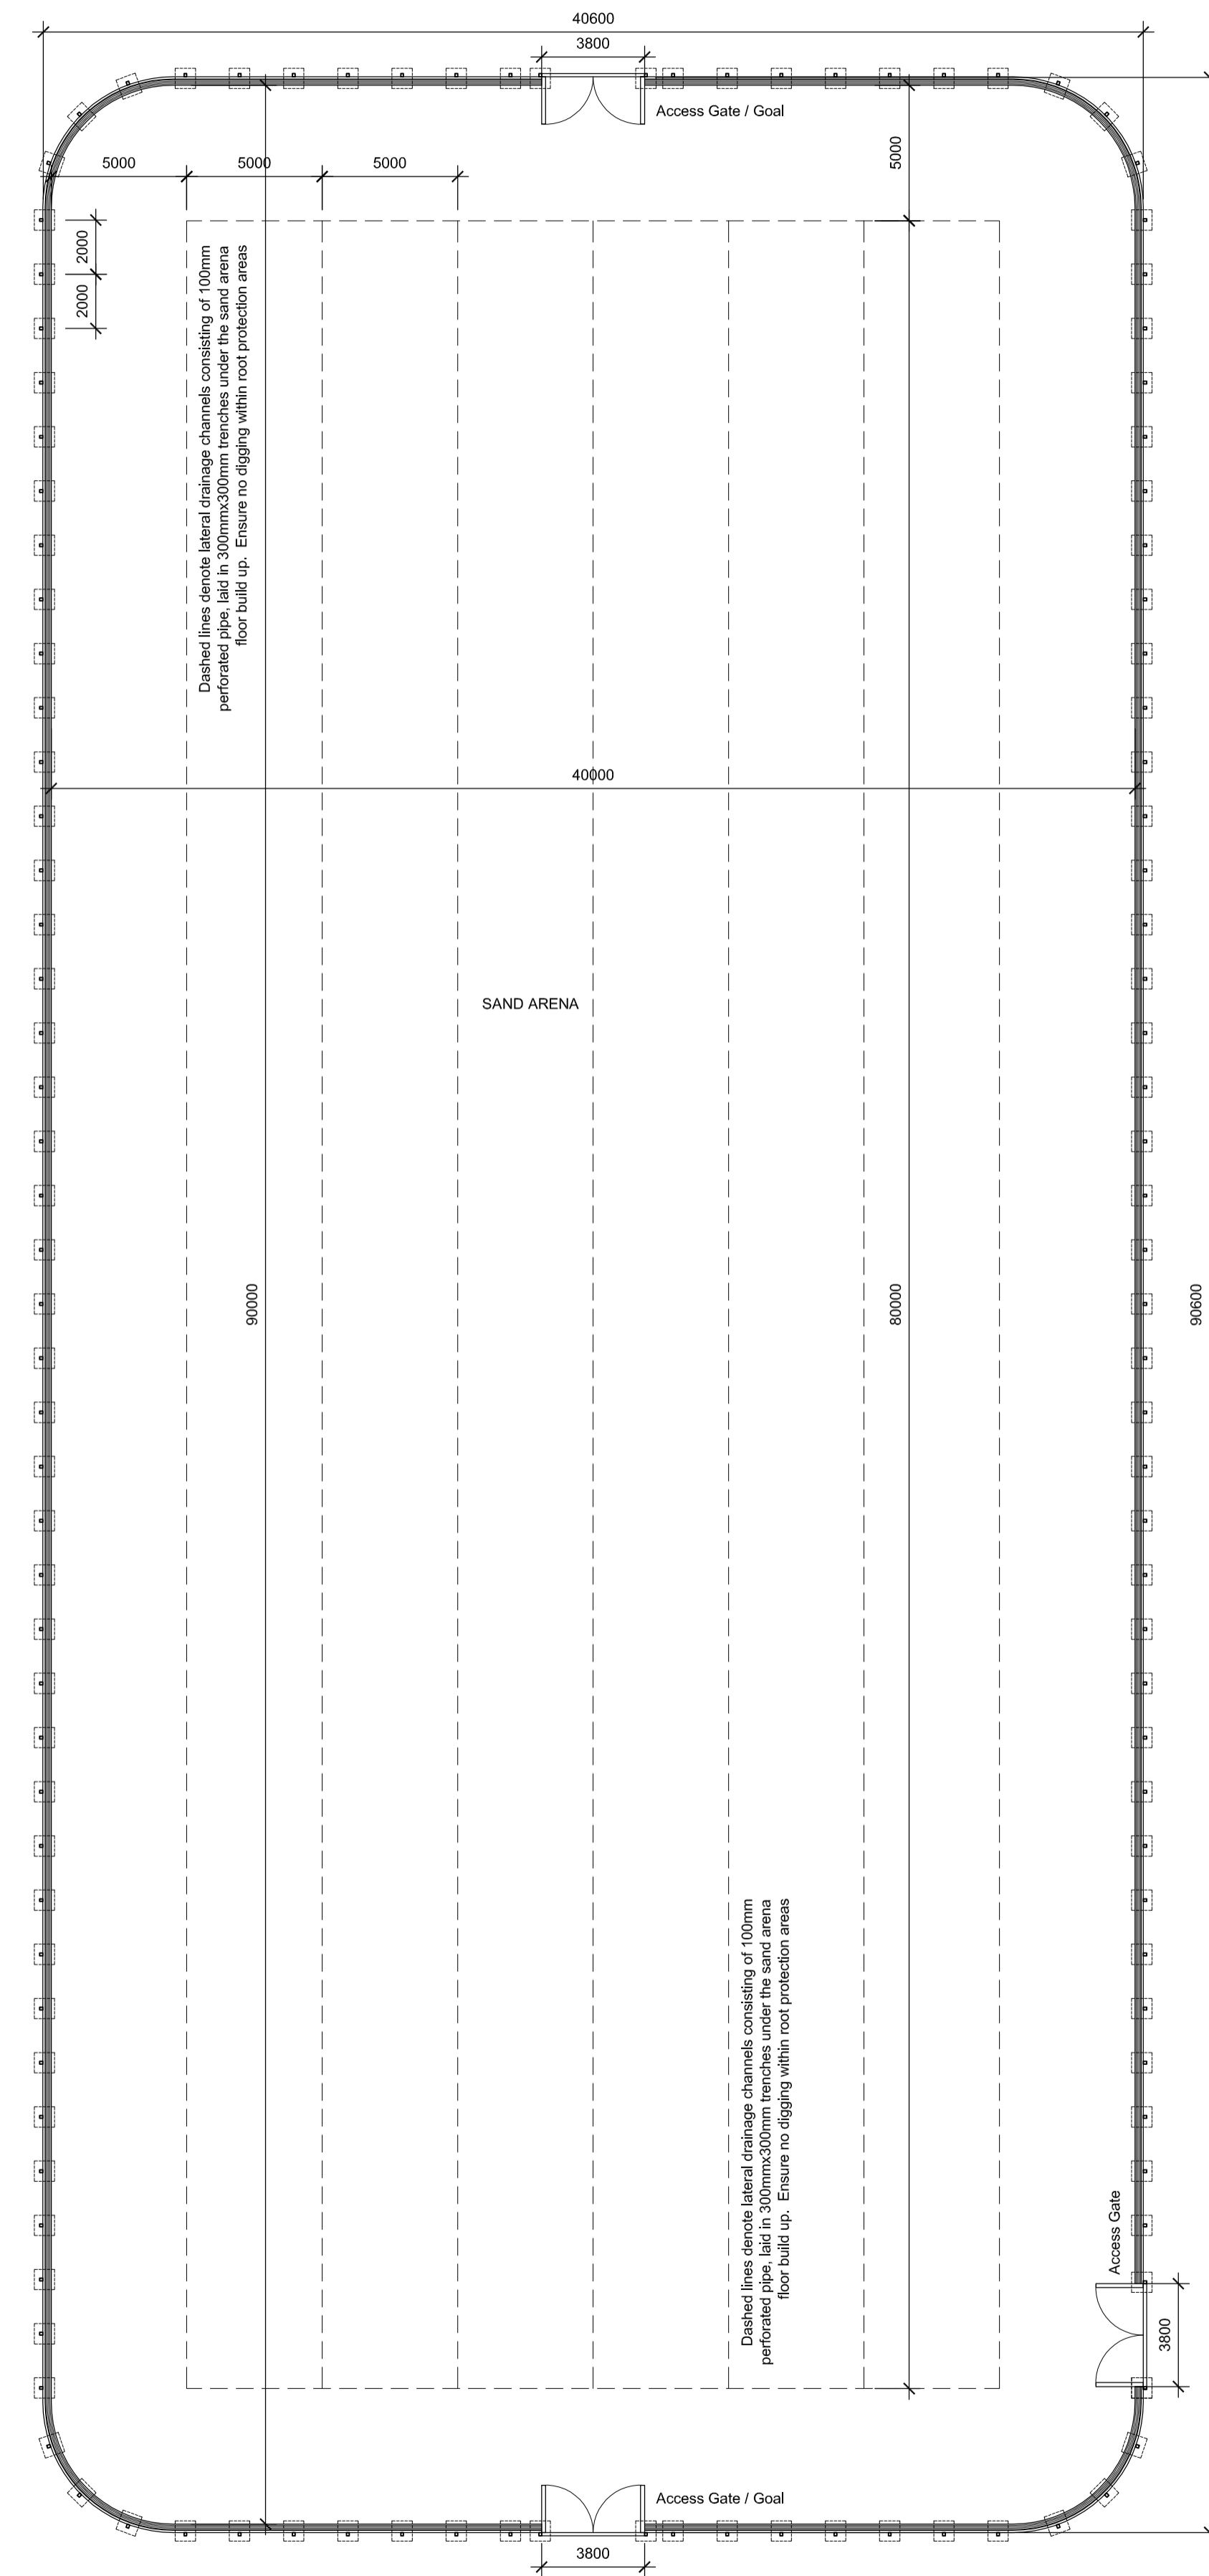 40600
3800
Access Gate / Goal
5000
5000
5000
5000
2000
2000
Dashed lines denote lateral drainage channels consisting of 100mm
perforated pipe, laid in 300mmx300mm trenches under the sand arena
floor build up. Ensure no digging within root protection areas
40000
SAND ARENA
90000
80000
90600
Dashed lines denote lateral drainage channels consisting of 100mm
perforated pipe, laid in 300mmx300mm trenches under the sand arena
floor build up. Ensure no digging within root protection areas
Access Gate
3800
Access Gate / Goal
3800